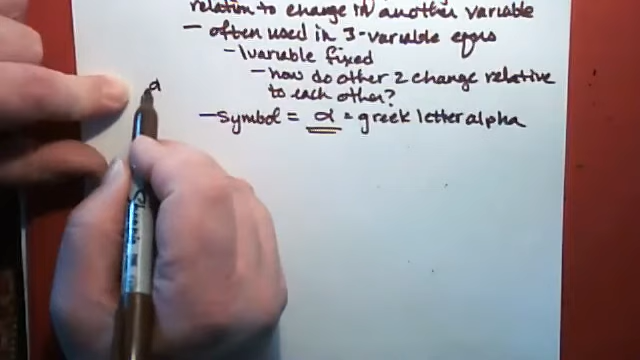 relation to change in another variable
- often used in 3-variable eqns
- 1 variable fixed
- how do other 2 change relative
to each other?
- symbol = α = greek letter alpha
α